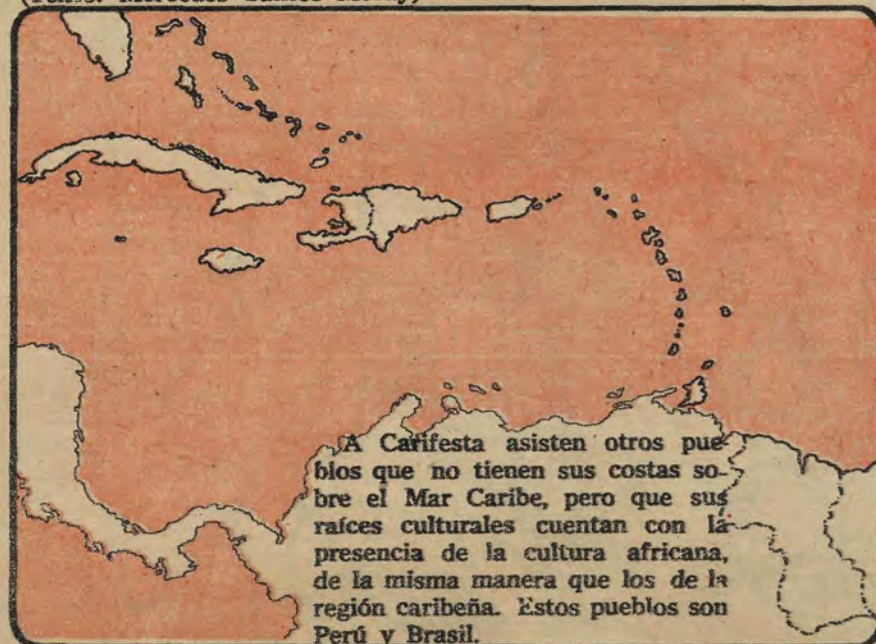 A Carifesta asisten otros pue-
blos que no tienen sus costas so-
bre el Mar Caribe, pero que sus
raíces culturales cuentan con la
presencia de la cultura africana,
de la misma manera que los de la
región caribeña. Estos pueblos son
Perú y Brasil.